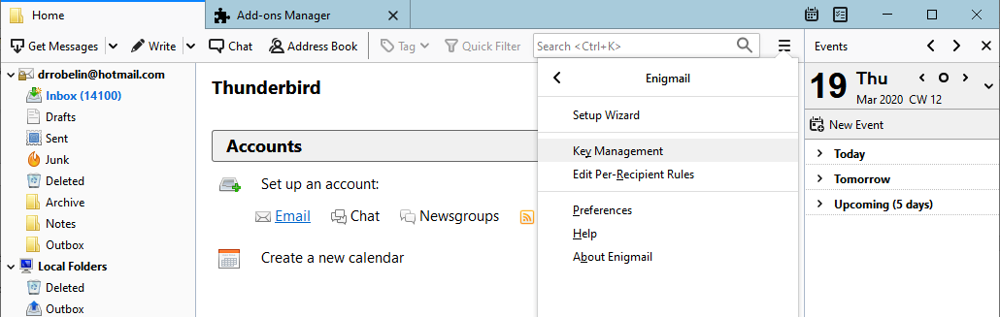 Home
Add-ons Manager
Get Messages
Write
Chat
Address Book
Tag
Quick Filter
Search <Ctrl+K>
Events
drrobelin@hotmail.com
Inbox (14100)
Drafts
Sent
Junk
Deleted
Archive
Notes
Outbox
Local Folders
Deleted
Outbox
Thunderbird
Accounts
Set up an account:
Email Chat Newsgroups
Create a new calendar
Enigmail
Setup Wizard
Key Management
Edit Per-Recipient Rules
Preferences
Help
About Enigmail
19 Thu
Mar 2020 CW 12
New Event
Today
Tomorrow
Upcoming (5 days)